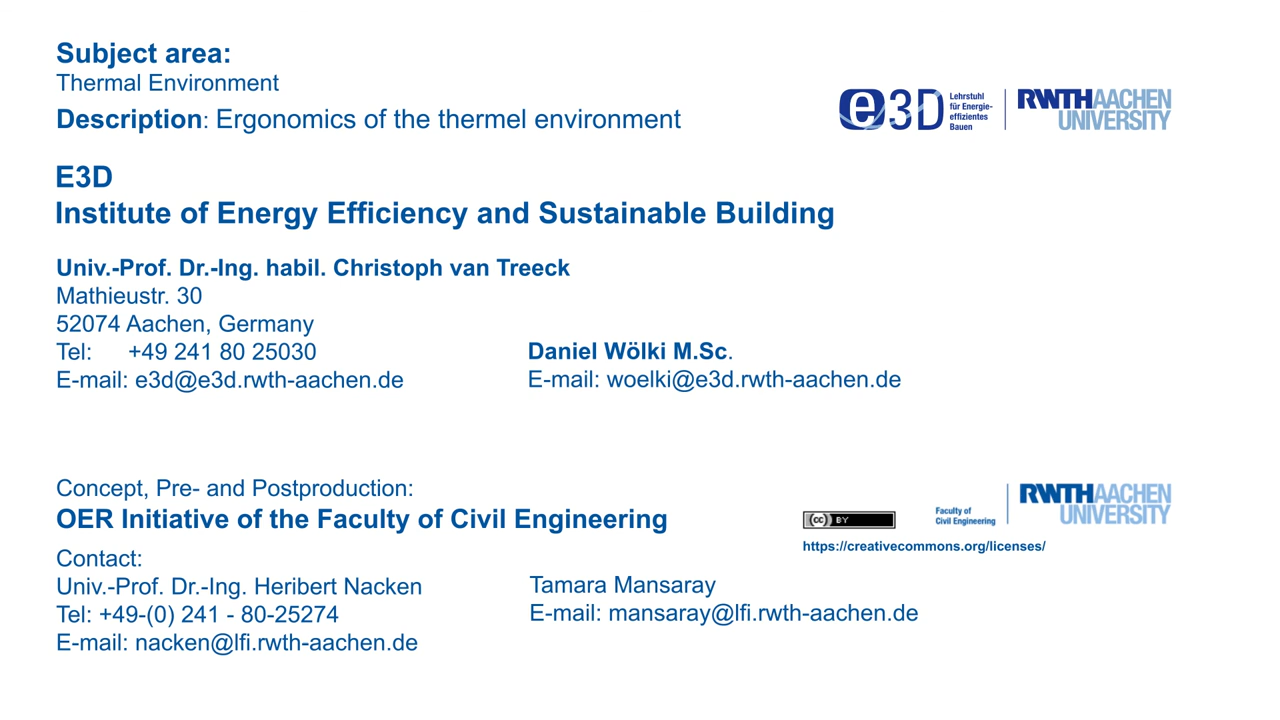 Subject area:
Thermal Environment
Description: Ergonomics of the thermel environment
e3D
Lehrstuhl
für Energie-
effizientes
Bauen
RWTHAACHEN
UNIVERSITY
E3D
Institute of Energy Efficiency and Sustainable Building
Univ.-Prof. Dr.-Ing. habil. Christoph van Treeck
Mathieustr. 30
52074 Aachen, Germany
Tel: +49 241 80 25030
E-mail: e3d@e3d.rwth-aachen.de
Daniel Wölki M.Sc.
E-mail: woelki@e3d.rwth-aachen.de
Concept, Pre- and Postproduction:
OER Initiative of the Faculty of Civil Engineering
Contact:
Univ.-Prof. Dr.-Ing. Heribert Nacken
Tel: +49-(0) 241 - 80-25274
E-mail: nacken@lfi.rwth-aachen.de
Tamara Mansaray
E-mail: mansaray@lfi.rwth-aachen.de
cc BY
Faculty of
Civil Engineering
RWTHAACHEN
UNIVERSITY
https://creativecommons.org/licenses/